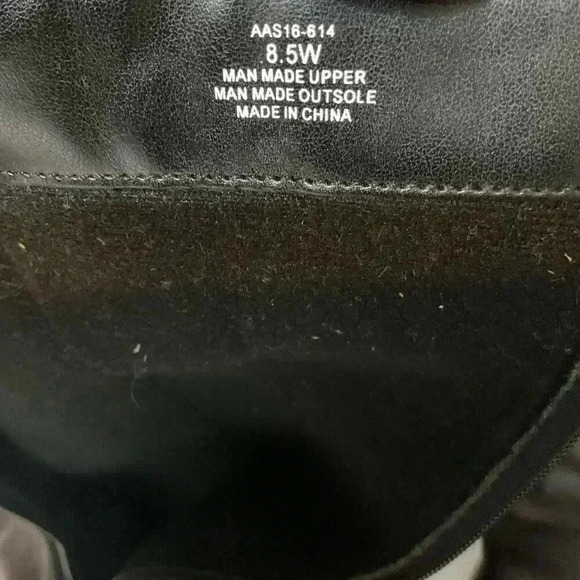 AAS16-614
8.5W
MAN MADE UPPER
MAN MADE OUTSOLE
MADE IN CHINA